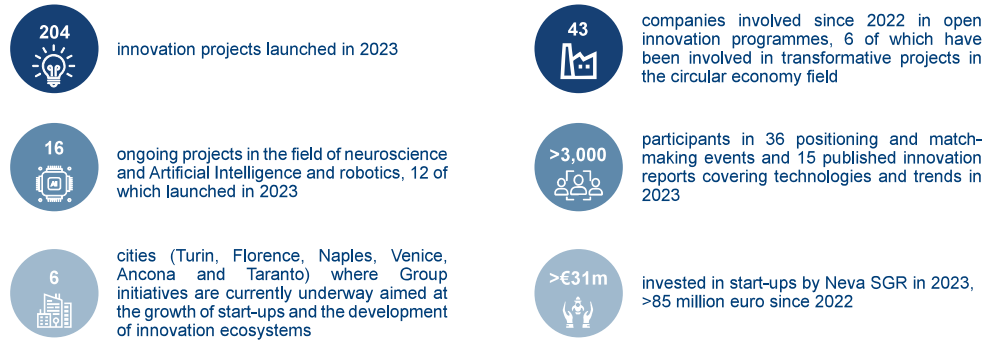 204
innovation projects launched in 2023
43
companies involved since 2022 in open
innovation programmes, 6 of which have
been involved in transformative projects in
the circular economy field
16
AI
ongoing projects in the field of neuroscience
and Artificial Intelligence and robotics, 12 of
which launched in 2023
>3,000
participants in 36 positioning and match-
making events and 15 published innovation
reports covering technologies and trends in
2023
6
cities (Turin, Florence, Naples, Venice,
Ancona and Taranto) where Group
initiatives are currently underway aimed at
the growth of start-ups and the development
of innovation ecosystems
>€31m
invested in start-ups by Neva SGR in 2023,
>85 million euro since 2022